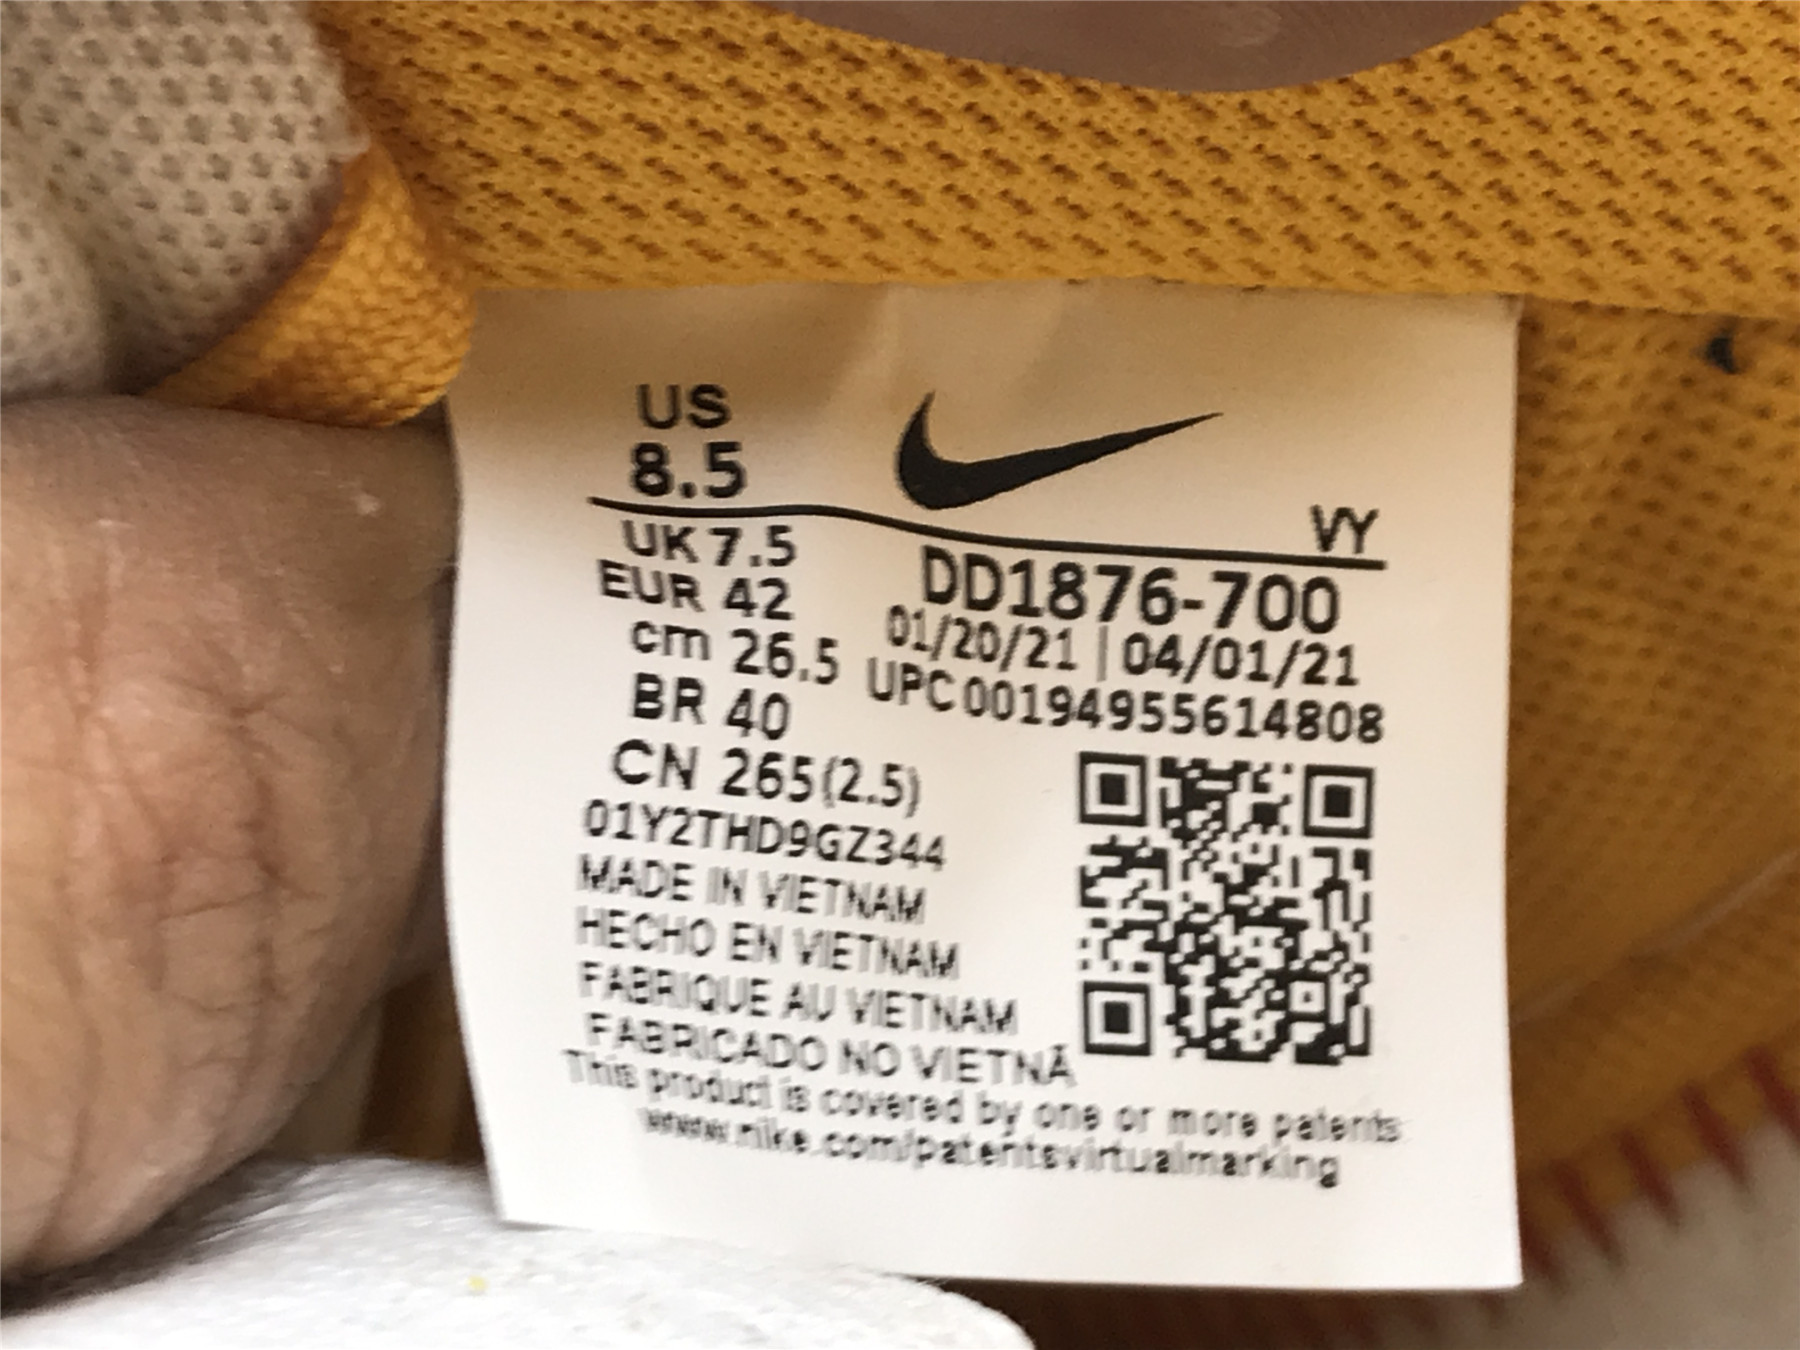 US
8.5
VY
UK 7.5
EUR 42
cm 26.5
BR 40
CN 265(2.5)
DD1876-700
01/20/21 | 04/01/21
UPC 00194955614808
01Y2THD9GZ344
MADE IN VIETNAM
HECHO EN VIETNAM
FABRIQUE AU VIETNAM
FABRICADO NO VIETNÃ
This product is covered by one or more patents
www.nike.com/patentsvirtualmarking